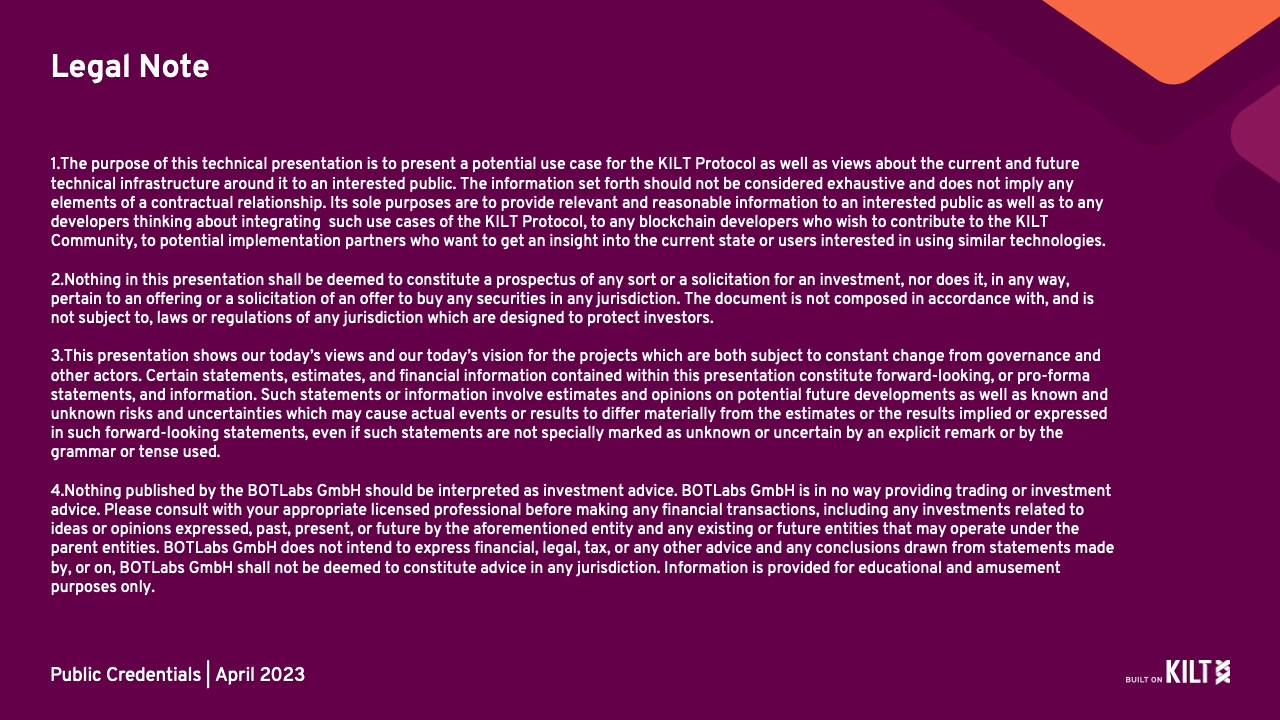 Legal Note
1.The purpose of this technical presentation is to present a potential use case for the KILT Protocol as well as views about the current and future
technical infrastructure around it to an interested public. The information set forth should not be considered exhaustive and does not imply any
elements of a contractual relationship. Its sole purposes are to provide relevant and reasonable information to an interested public as well as to any
developers thinking about integrating  such use cases of the KILT Protocol, to any blockchain developers who wish to contribute to the KILT
Community, to potential implementation partners who want to get an insight into the current state or users interested in using similar technologies.
2.Nothing in this presentation shall be deemed to constitute a prospectus of any sort or a solicitation for an investment, nor does it, in any way,
pertain to an offering or a solicitation of an offer to buy any securities in any jurisdiction. The document is not composed in accordance with, and is
not subject to, laws or regulations of any jurisdiction which are designed to protect investors.
3.This presentation shows our today’s views and our today’s vision for the projects which are both subject to constant change from governance and
other actors. Certain statements, estimates, and financial information contained within this presentation constitute forward-looking, or pro-forma
statements, and information. Such statements or information involve estimates and opinions on potential future developments as well as known and
unknown risks and uncertainties which may cause actual events or results to differ materially from the estimates or the results implied or expressed
in such forward-looking statements, even if such statements are not specially marked as unknown or uncertain by an explicit remark or by the
grammar or tense used.
4.Nothing published by the BOTLabs GmbH should be interpreted as investment advice. BOTLabs GmbH is in no way providing trading or investment
advice. Please consult with your appropriate licensed professional before making any financial transactions, including any investments related to
ideas or opinions expressed, past, present, or future by the aforementioned entity and any existing or future entities that may operate under the
parent entities. BOTLabs GmbH does not intend to express financial, legal, tax, or any other advice and any conclusions drawn from statements made
by, or on, BOTLabs GmbH shall not be deemed to constitute advice in any jurisdiction. Information is provided for educational and amusement
purposes only.
Public Credentials | April 2023
BUILT ON KILT